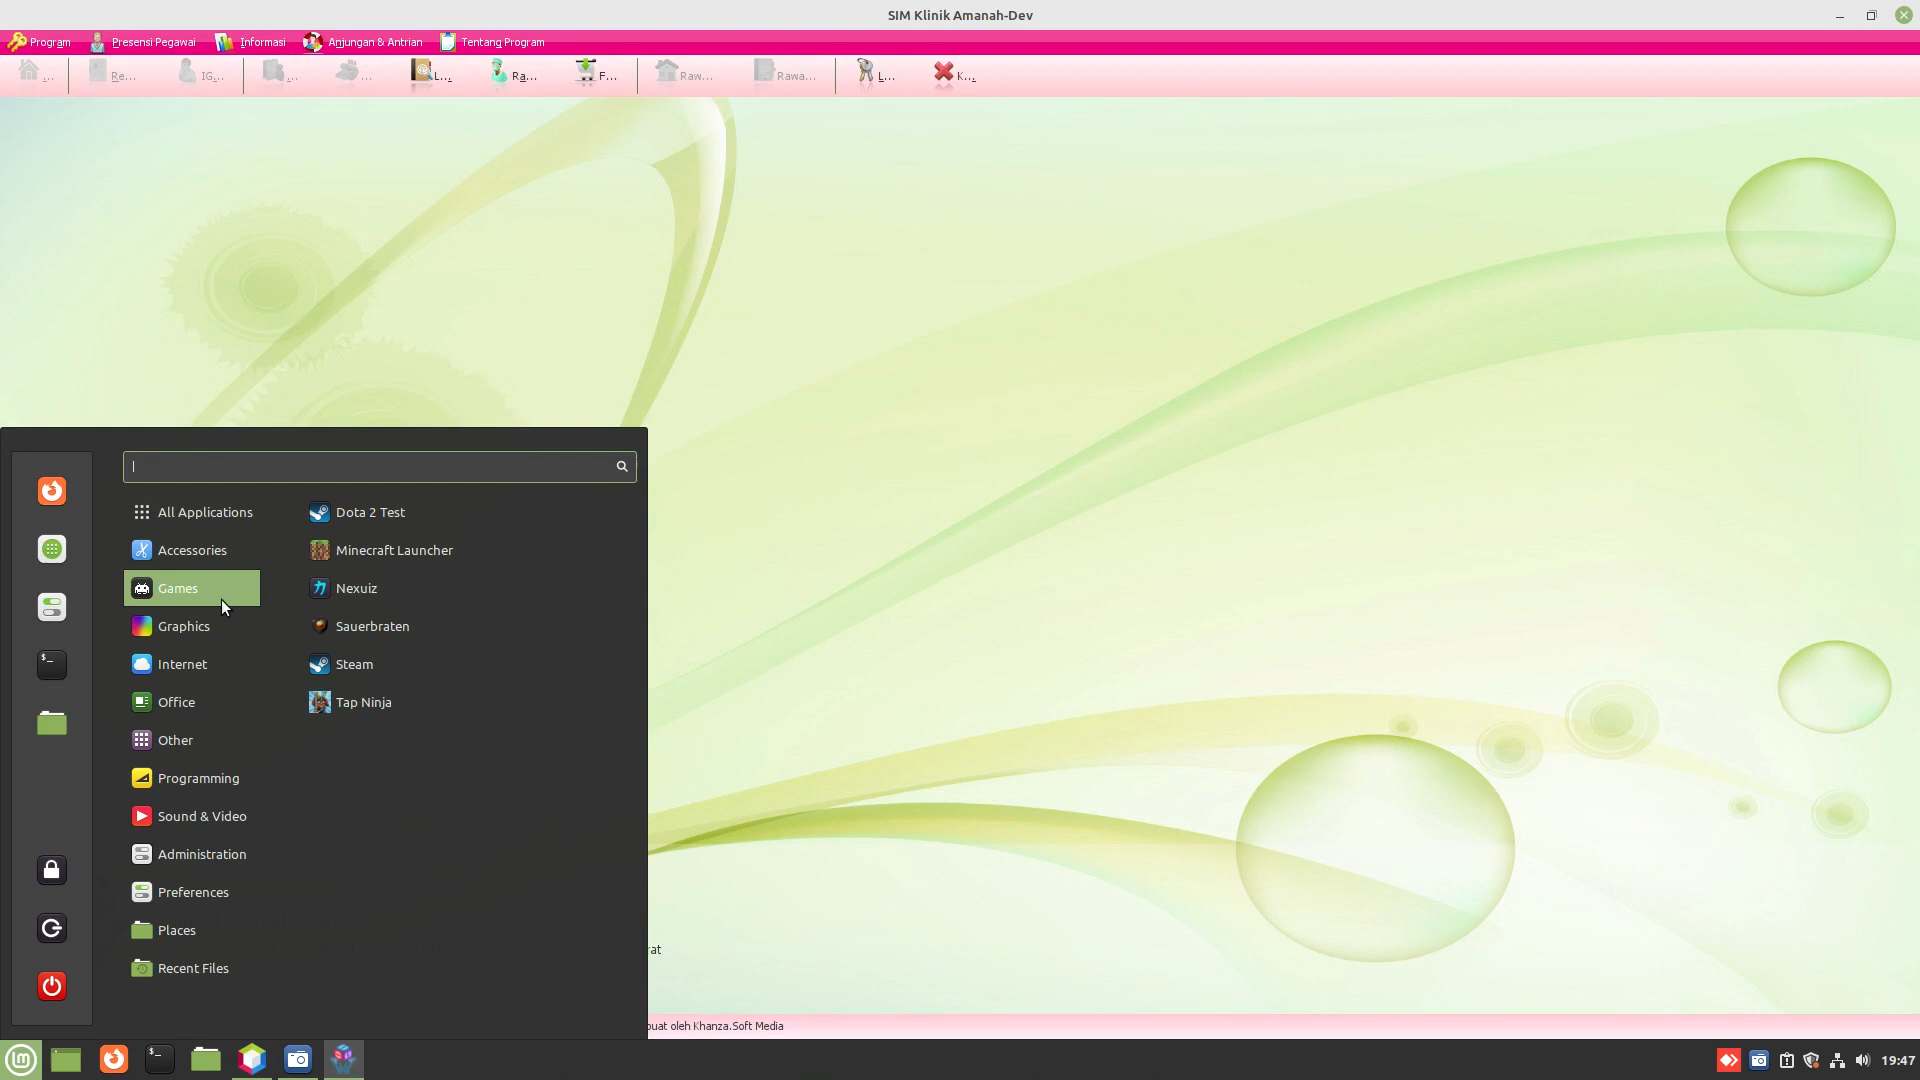 SIM Klinik Amanah-Dev
Program Presensi Pegawai Informasi Anjungan & Antrian Tentang Program
... Re... IG... ... ... L... Ra... F... Raw... Rawa... L... K...
All Applications
Accessories
Games
Graphics
Internet
Office
Other
Programming
Sound & Video
Administration
Preferences
Places
Recent Files
Dota 2 Test
Minecraft Launcher
Nexuiz
Sauerbraten
Steam
Tap Ninja
rat
buat oleh Khanza.Soft Media
19:47